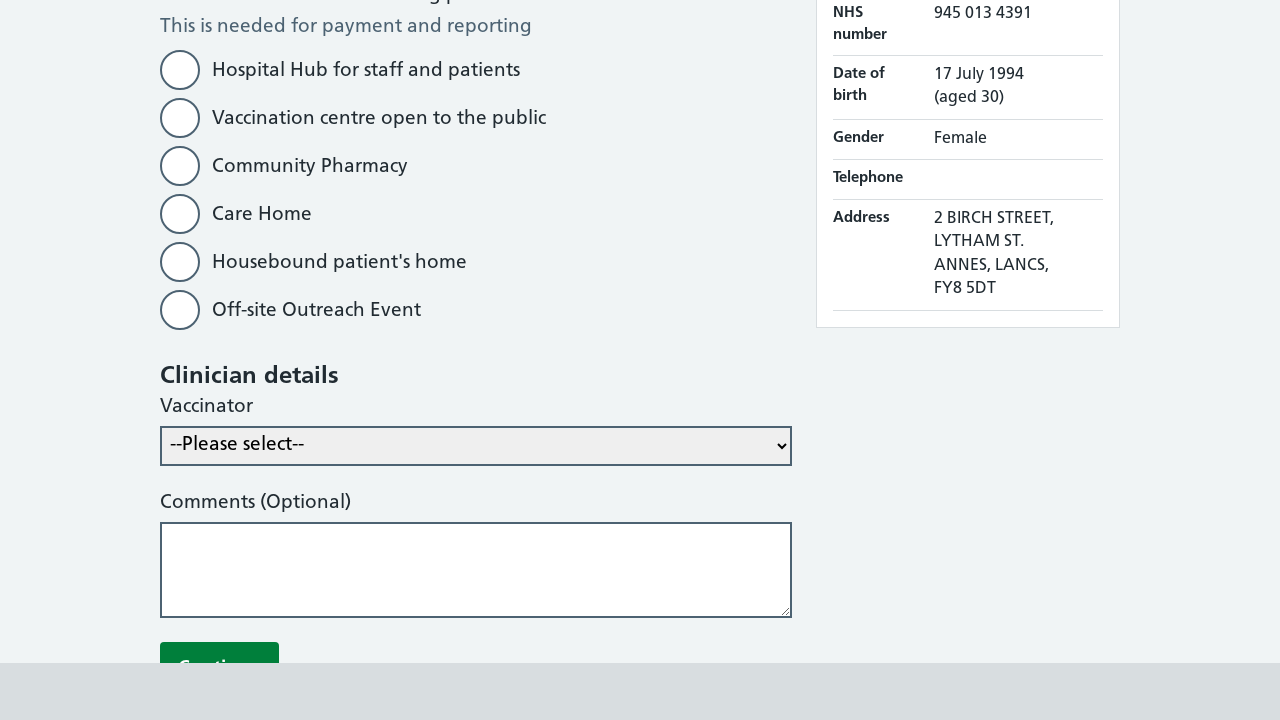 This is needed for payment and reporting
Hospital Hub for staff and patients
Vaccination centre open to the public
Community Pharmacy
Care Home
Housebound patient's home
Off-site Outreach Event
Clinician details
Vaccinator
--Please select--
Comments (Optional)
NHS
number
945 013 4391
Date of
birth
17 July 1994
(aged 30)
Gender
Female
Telephone
Address
2 BIRCH STREET,
LYTHAM ST.
ANNES, LANCS,
FY8 5DT